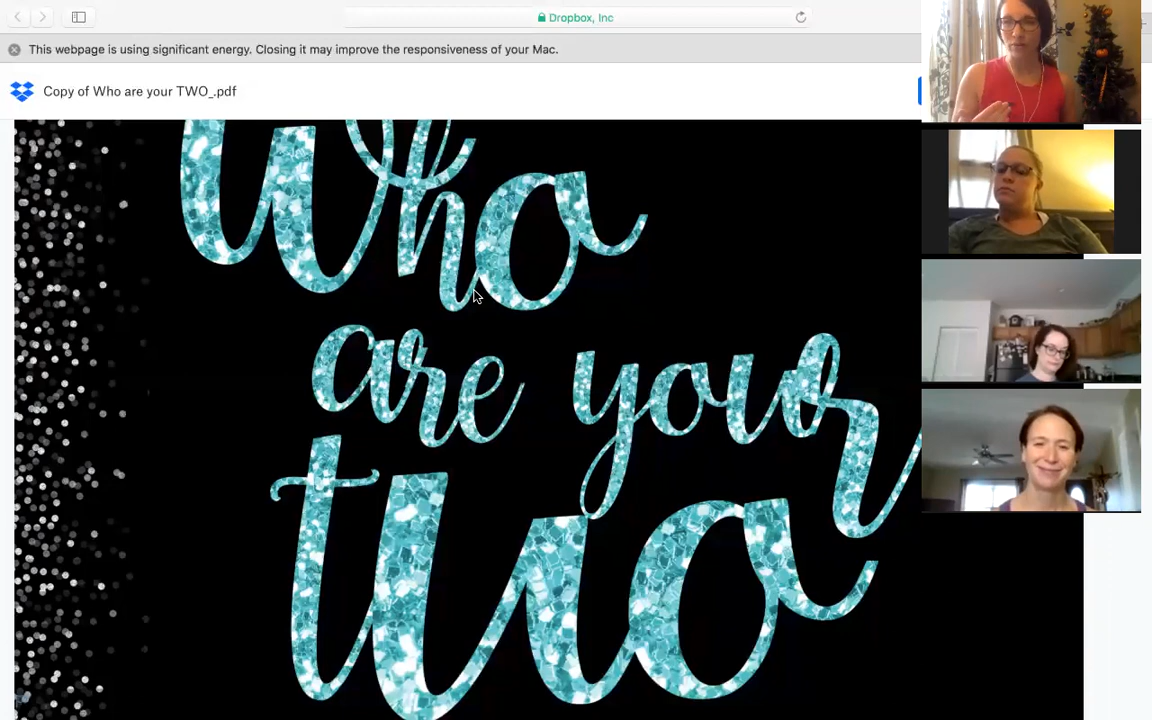 Dropbox, Inc
This webpage is using significant energy. Closing it may improve the responsiveness of your Mac.
Copy of Who are your TWO_.pdf
Who
are your
two